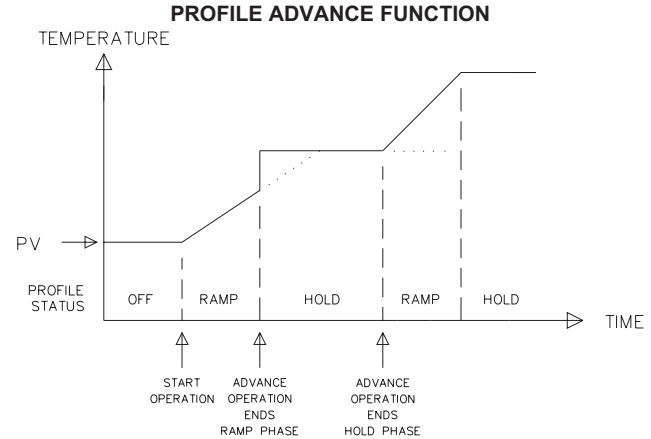 PROFILE ADVANCE FUNCTION
TEMPERATURE
PV
PROFILE
STATUS
OFF
RAMP
HOLD
RAMP
HOLD
TIME
START
OPERATION
ADVANCE
OPERATION
ENDS
RAMP PHASE
ADVANCE
OPERATION
ENDS
HOLD PHASE